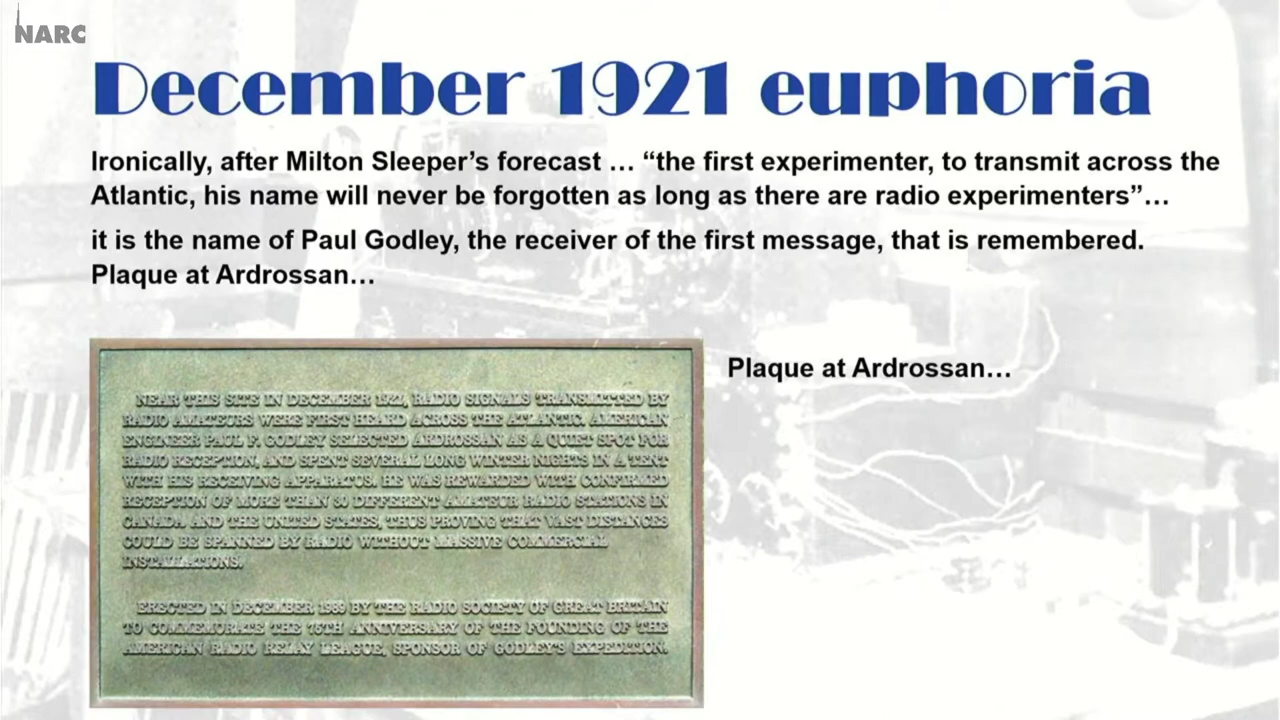 NARC
December 1921 euphoria
Ironically, after Milton Sleeper’s forecast … “the first experimenter, to transmit across the
Atlantic, his name will never be forgotten as long as there are radio experimenters”…
it is the name of Paul Godley, the receiver of the first message, that is remembered.
Plaque at Ardrossan…
Plaque at Ardrossan…
NEAR THIS SITE IN DECEMBER 1921, RADIO SIGNALS TRANSMITTED BY
RADIO AMATEURS WERE FIRST HEARD ACROSS THE ATLANTIC. AMERICAN
ENGINEER PAUL F. GODLEY SELECTED ARDROSSAN AS A QUIET SPOT FOR
RADIO RECEPTION, AND SPENT SEVERAL LONG WINTER NIGHTS IN A TENT
WITH HIS RECEIVING APPARATUS. HE WAS REWARDED WITH CONFIRMED
RECEPTION OF MORE THAN 30 DIFFERENT AMATEUR RADIO STATIONS IN
CANADA AND THE UNITED STATES, THUS PROVING THAT VAST DISTANCES
COULD BE SPANNED BY RADIO WITHOUT MASSIVE COMMERCIAL
INSTALLATIONS.
ERECTED IN DECEMBER 1989 BY THE RADIO SOCIETY OF GREAT BRITAIN
TO COMMEMORATE THE 75TH ANNIVERSARY OF THE FOUNDING OF THE
AMERICAN RADIO RELAY LEAGUE, SPONSOR OF GODLEY'S EXPEDITION.